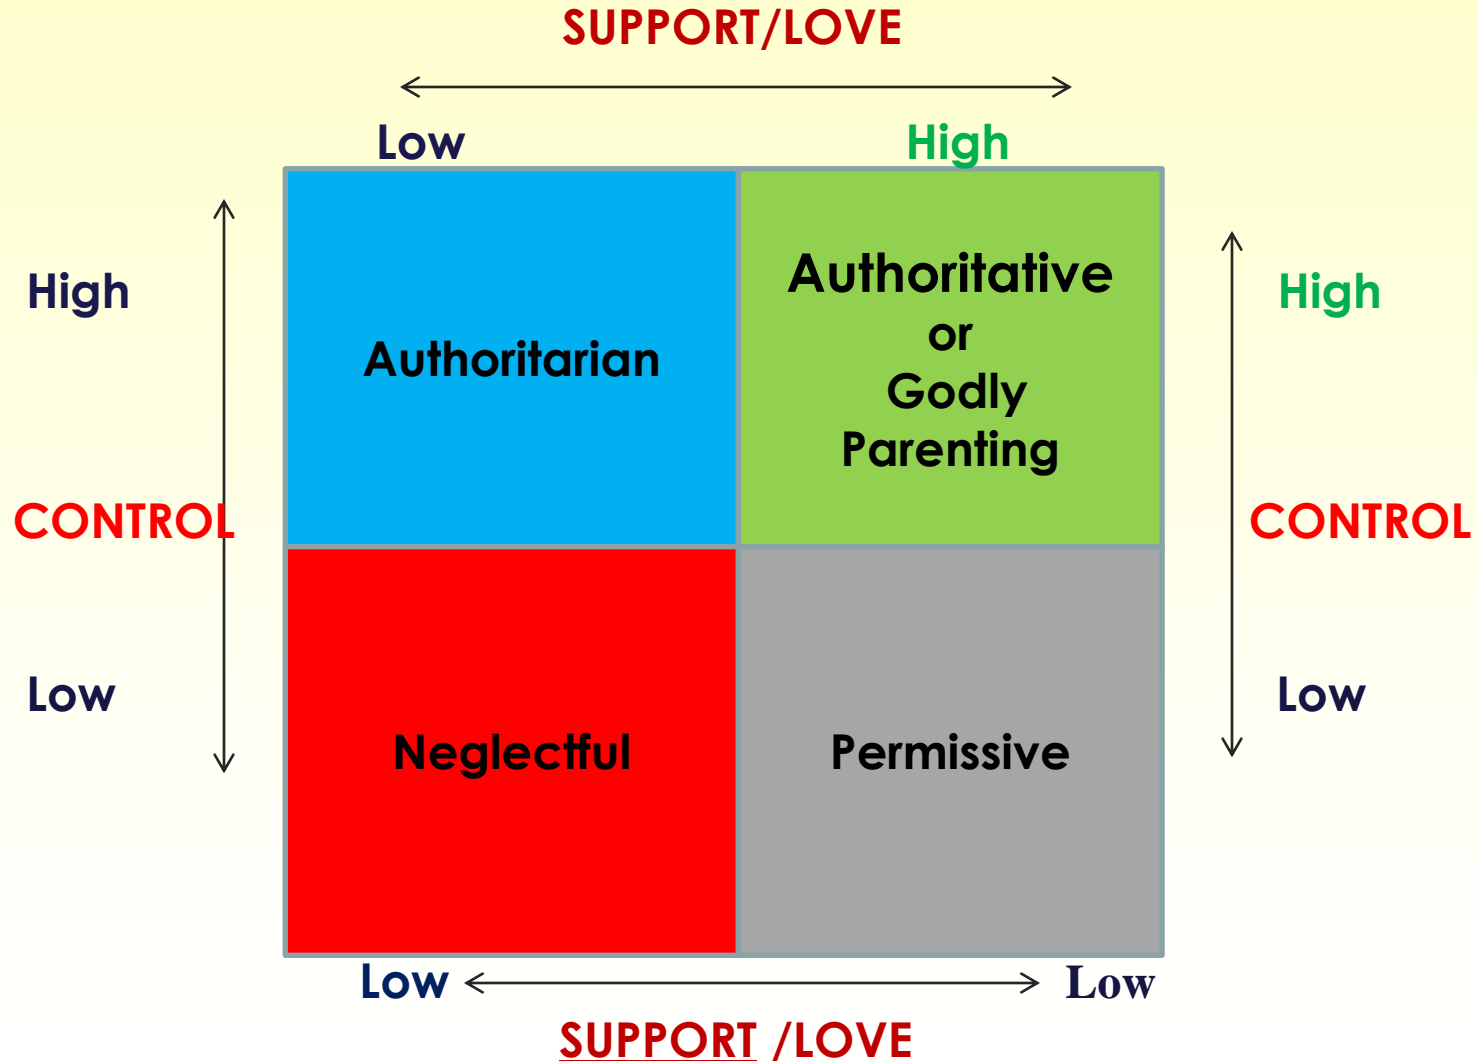 SUPPORT/LOVE
Low High
High High
Authoritarian
Authoritative
or
Godly
Parenting
CONTROL CONTROL
Low Low
Neglectful Permissive
Low Low
SUPPORT /LOVE